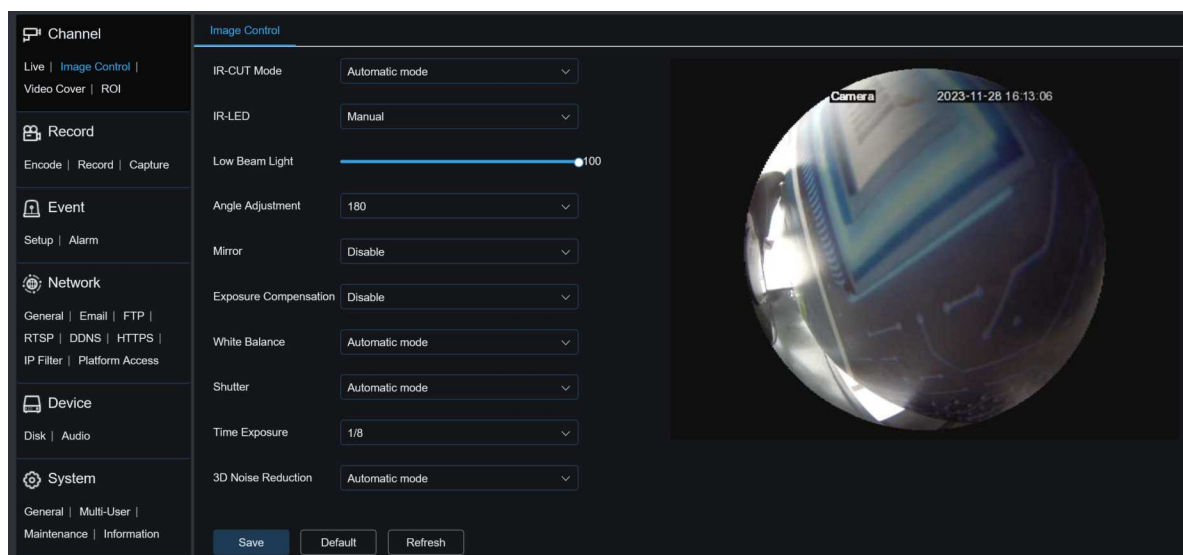 Channel
Live | Image Control |
Video Cover | ROI
Record
Encode | Record | Capture
Event
Setup | Alarm
Network
General | Email | FTP |
RTSP | DDNS | HTTPS |
IP Filter | Platform Access
Device
Disk | Audio
System
General | Multi-User |
Maintenance | Information
Image Control
IR-CUT Mode Automatic mode
IR-LED Manual
Low Beam Light 100
Angle Adjustment 180
Mirror Disable
Exposure Compensation Disable
White Balance Automatic mode
Shutter Automatic mode
Time Exposure 1/8
3D Noise Reduction Automatic mode
Save Default Refresh
Camera 2023-11-28 16:13:06